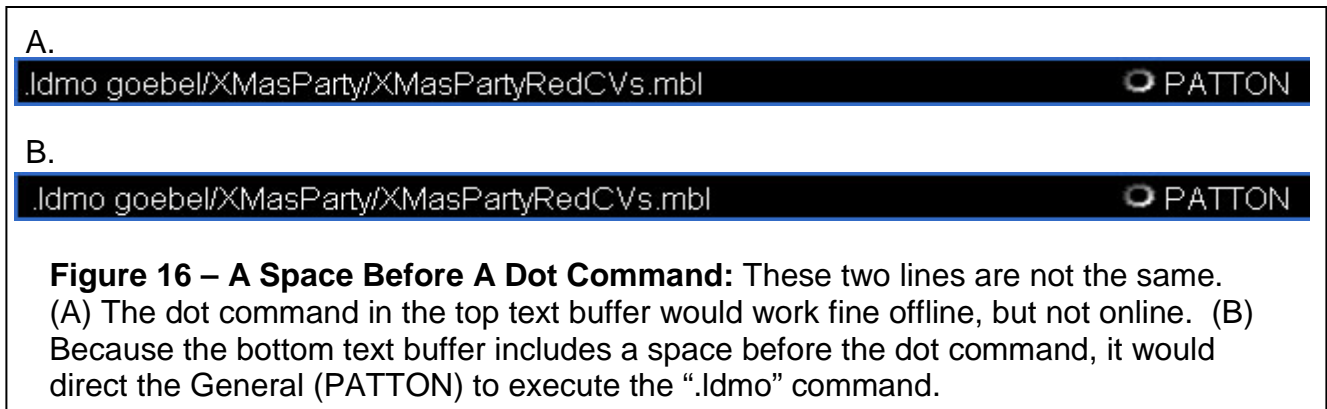 A.
.ldmo goebel/XMasParty/XMasPartyRedCVs.mbl PATTON
B.
.ldmo goebel/XMasParty/XMasPartyRedCVs.mbl PATTON
Figure 16 – A Space Before A Dot Command: These two lines are not the same.
(A) The dot command in the top text buffer would work fine offline, but not online.  (B)
Because the bottom text buffer includes a space before the dot command, it would
direct the General (PATTON) to execute the “.ldmo” command.